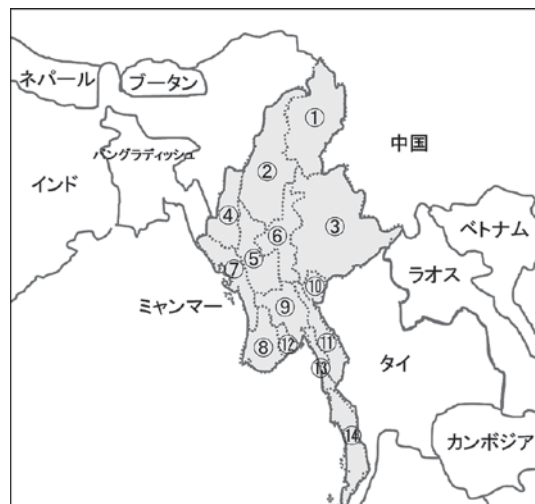 ①
ネパール
ブータン
中国
バングラディッシュ
②
インド
④
③
ベトナム
⑥
⑤
ラオス
⑦
⑩
ミャンマー
⑨
⑧
⑫
⑪
タイ
⑬
⑭
カンボジア